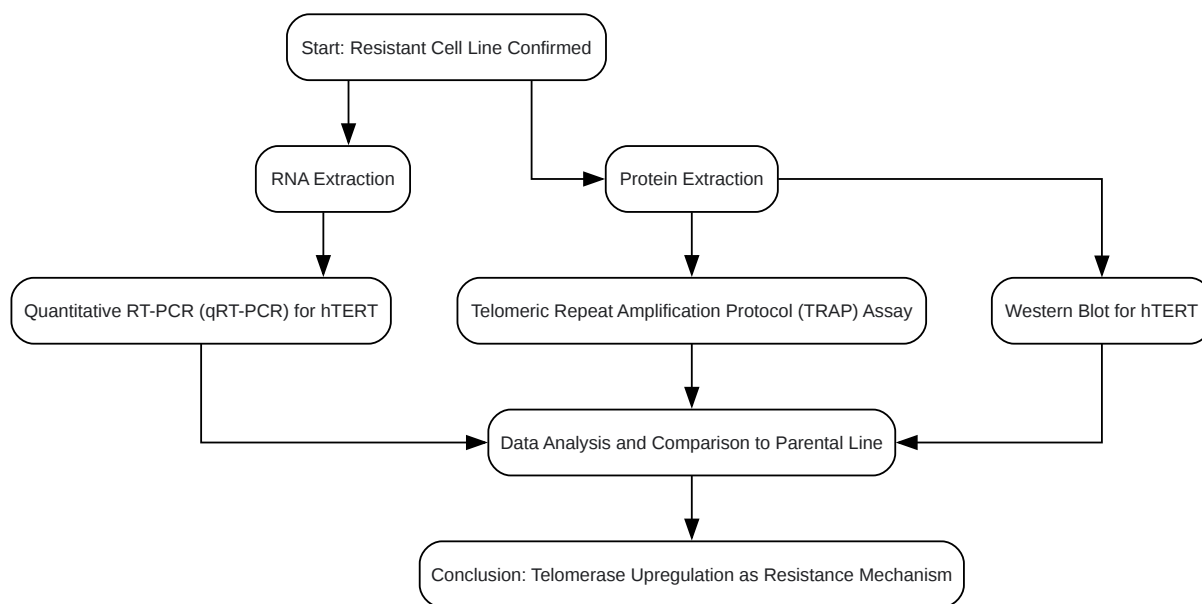 Start: Resistant Cell Line Confirmed
RNA Extraction
Protein Extraction
Quantitative RT-PCR (qRT-PCR) for hTERT
Telomeric Repeat Amplification Protocol (TRAP) Assay
Western Blot for hTERT
Data Analysis and Comparison to Parental Line
Conclusion: Telomerase Upregulation as Resistance Mechanism